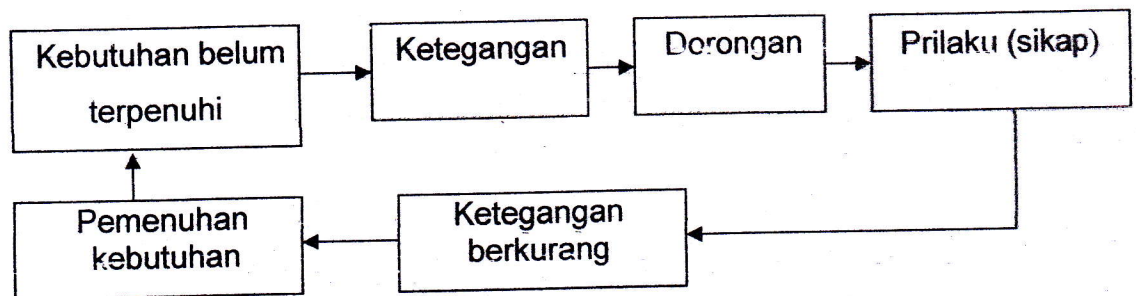 Kebutuhan belum
terpenuhi
Ketegangan
Dorongan
Prilaku (sikap)
Ketegangan
berkurang
Pemenuhan
kebutuhan